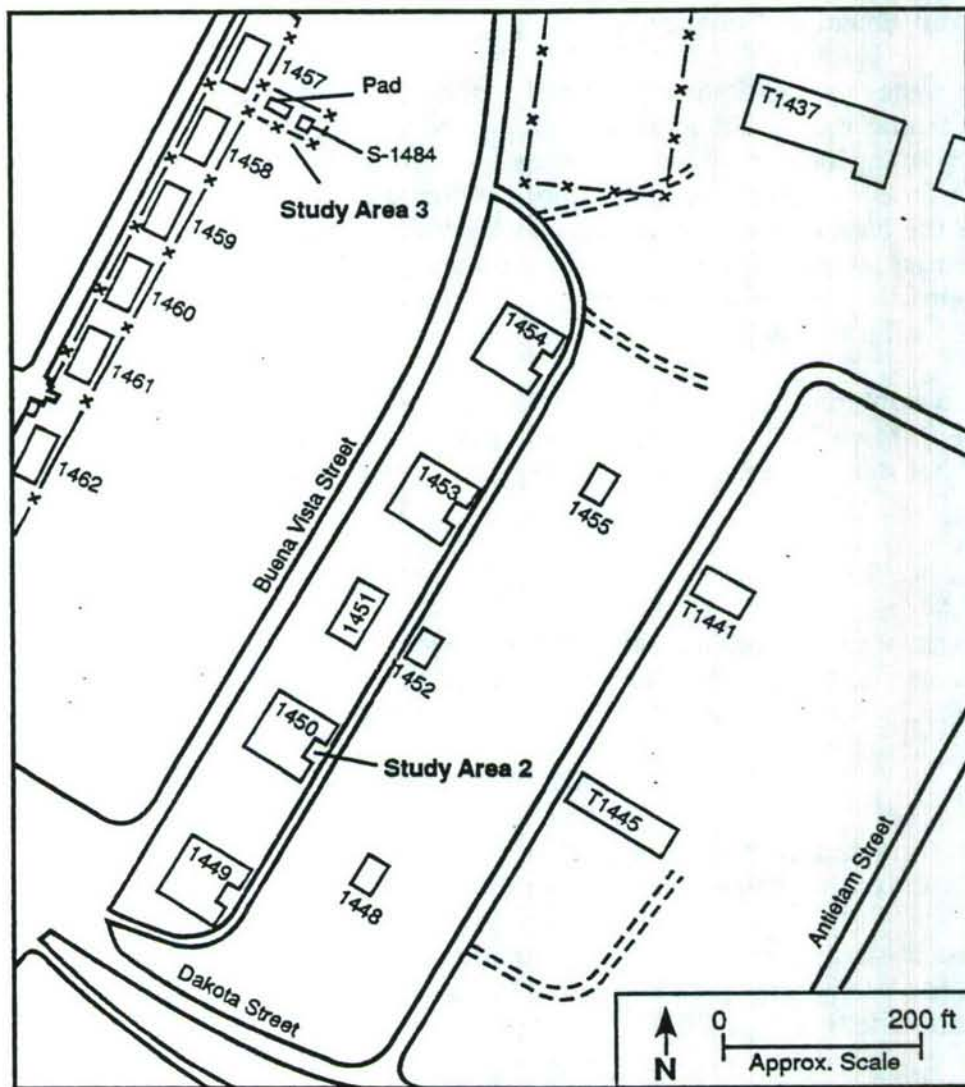 1457
Pad
T1437
1458
S-1484
Study Area 3
1459
1460
1454
1461
1462
Buena Vista Street
1453
1455
1451
T1441
1452
1450
Study Area 2
T1445
1449
1448
Antietam Street
Dakota Street
0 200 ft
N
Approx. Scale